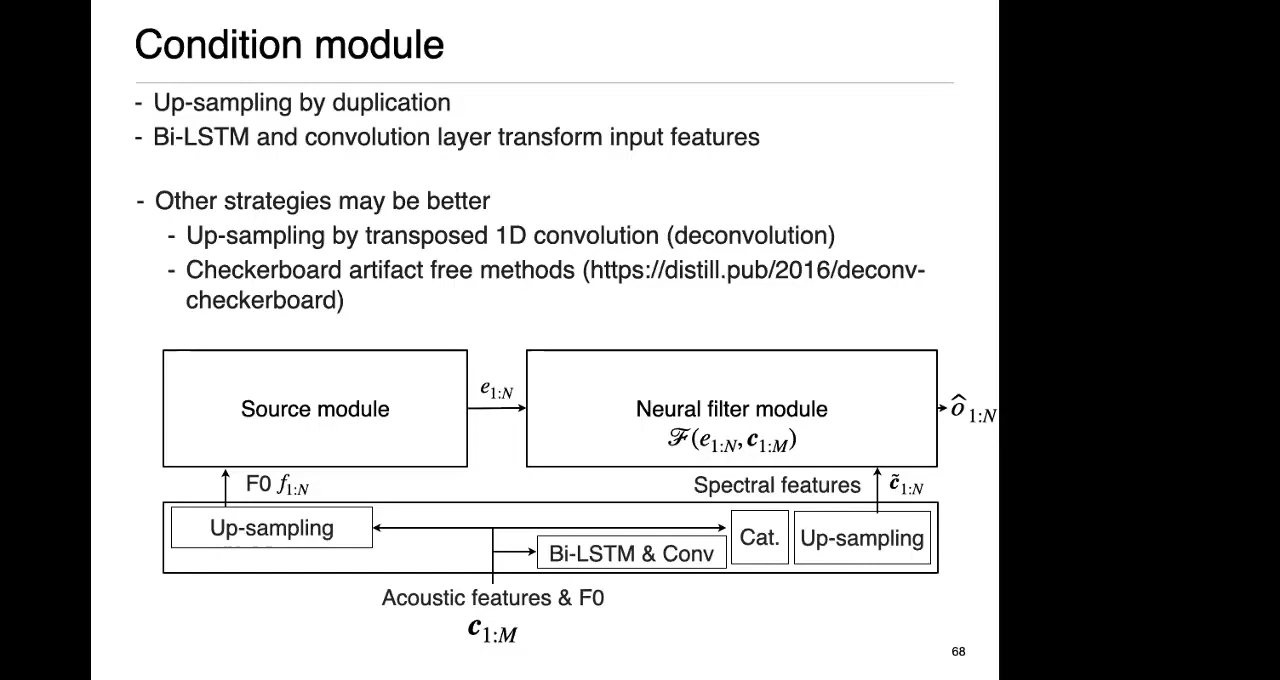 Condition module
- Up-sampling by duplication
- Bi-LSTM and convolution layer transform input features
- Other strategies may be better
- Up-sampling by transposed 1D convolution (deconvolution)
- Checkerboard artifact free methods (https://distill.pub/2016/deconv-
checkerboard)
Source module
e₁:N
Neural filter module
ℱ(e₁:N, c₁:M)
ô₁:N
F0 f₁:N
Spectral features
c̃₁:N
Up-sampling
Bi-LSTM & Conv
Cat.
Up-sampling
Acoustic features & F0
c₁:M
68